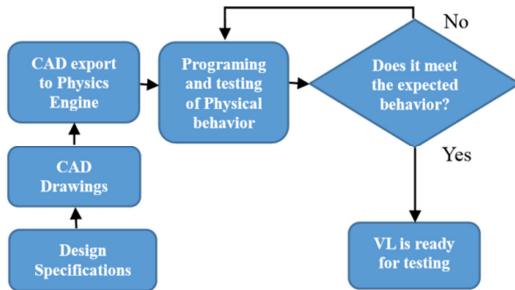 CAD export
to Physics
Engine
Programing
and testing
of Physical
behavior
No
Does it meet
the expected
behavior?
Yes
CAD
Drawings
Design
Specifications
VL is ready
for testing